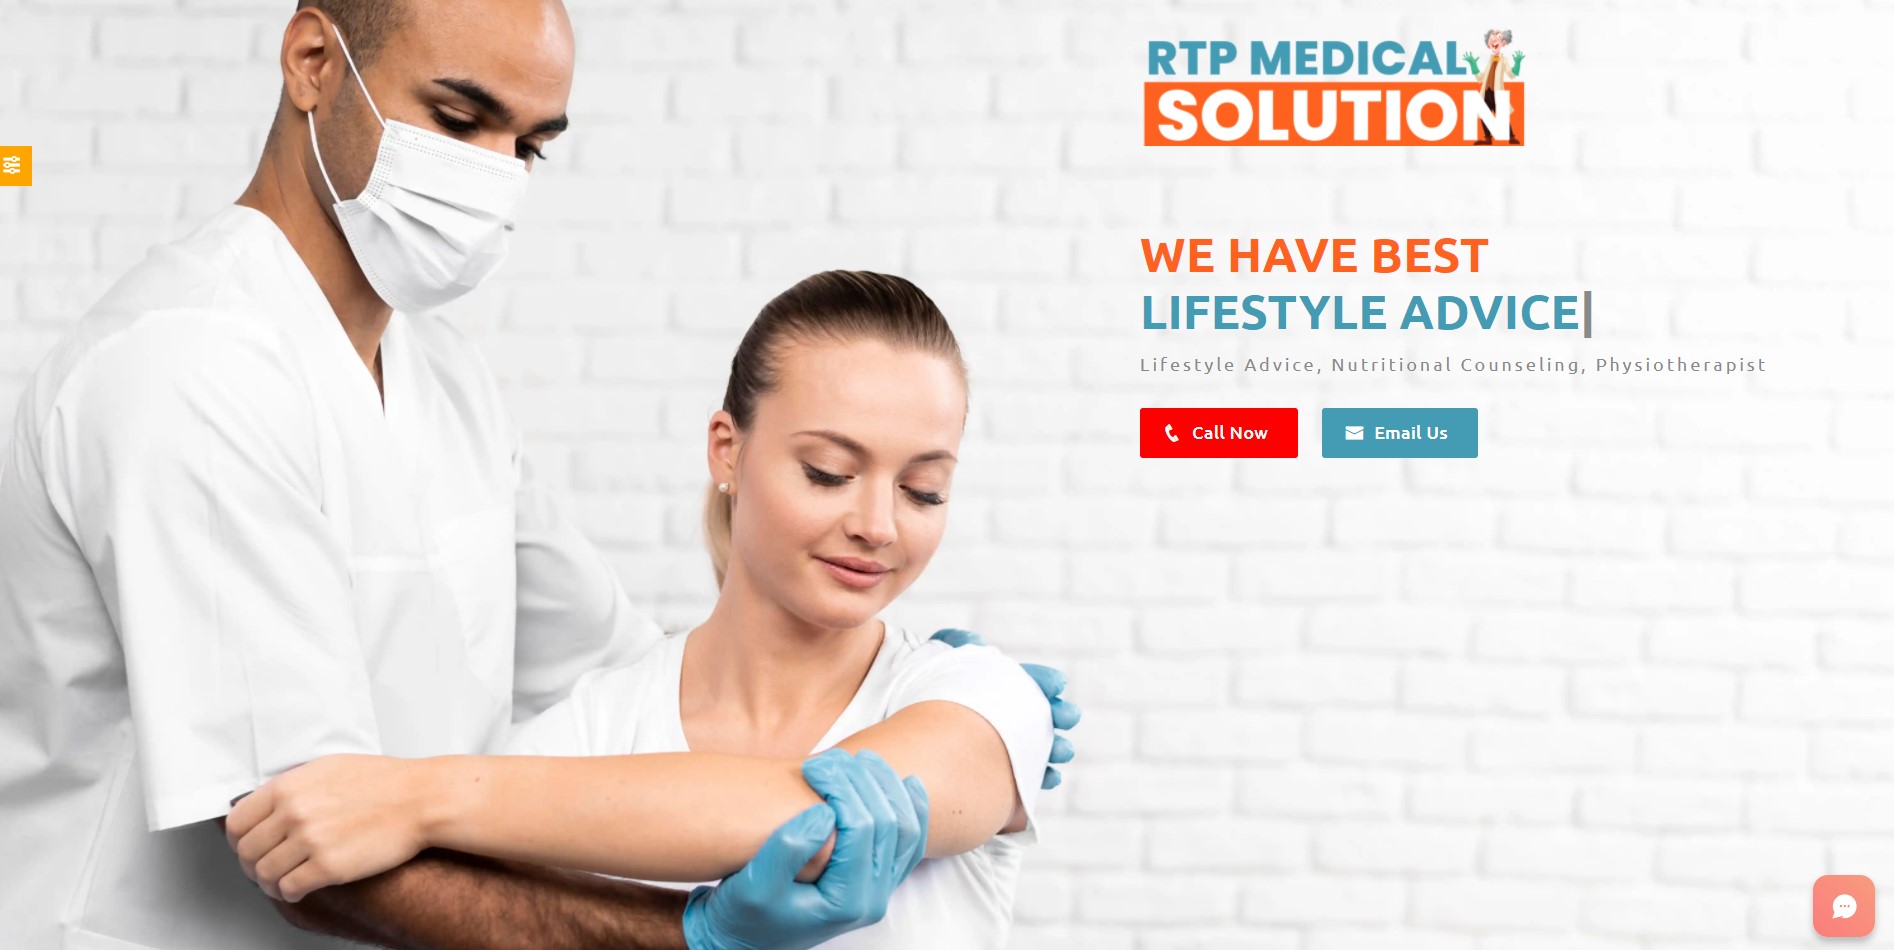 RTP MEDICAL
SOLUTION
WE HAVE BEST
LIFESTYLE ADVICE
Lifestyle Advice, Nutritional Counseling, Physiotherapist
Call Now
Email Us